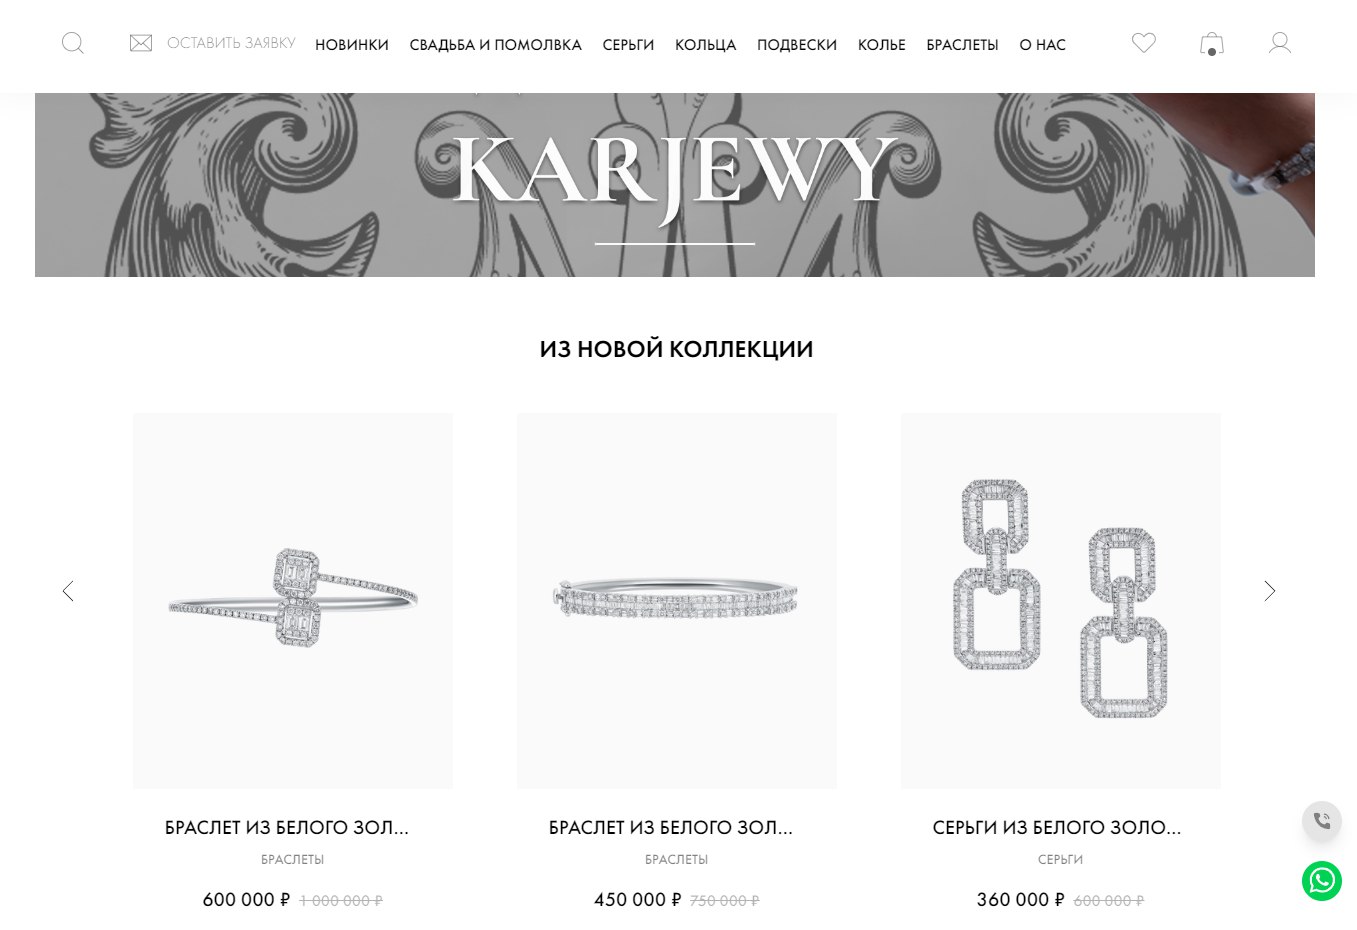 ОСТАВИТЬ ЗАЯВКУ НОВИНКИ СВАДЬБА И ПОМОЛВКА СЕРЬГИ КОЛЬЦА ПОДВЕСКИ КОЛЬЕ БРАСЛЕТЫ О НАС
KARJEWY
ИЗ НОВОЙ КОЛЛЕКЦИИ
БРАСЛЕТ ИЗ БЕЛОГО ЗОЛ...
БРАСЛЕТЫ
600 000 ₽ 1 000 000 ₽
БРАСЛЕТ ИЗ БЕЛОГО ЗОЛ...
БРАСЛЕТЫ
450 000 ₽ 750 000 ₽
СЕРЬГИ ИЗ БЕЛОГО ЗОЛО...
СЕРЬГИ
360 000 ₽ 600 000 ₽